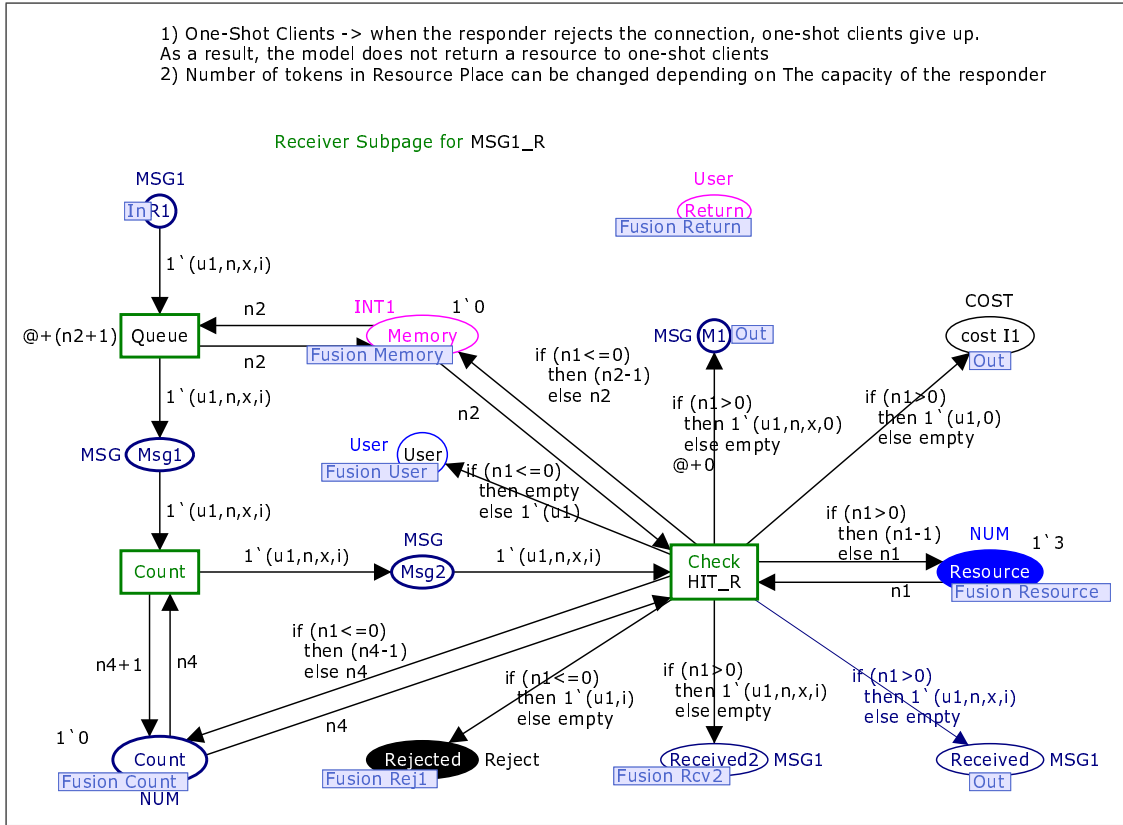 1) One-Shot Clients -> when the responder rejects the connection, one-shot clients give up.
As a result, the model does not return a resource to one-shot clients
2) Number of tokens in Resource Place can be changed depending on The capacity of the responder
Receiver Subpage for MSG1_R
MSG1
In
R1
1`(u1,n,x,i)
User
Return
Fusion Return
@+(n2+1)
Queue
n2
n2
INT1
1`0
Memory
Fusion Memory
if (n1<=0)
then (n2-1)
else n2
n2
MSG
M1
Out
COST
cost I1
Out
if (n1>0)
then 1`(u1,n,x,0)
else empty
@+0
if (n1>0)
then 1`(u1,0)
else empty
1`(u1,n,x,i)
MSG
Msg1
User
User
Fusion User
if (n1<=0)
then empty
else 1`(u1)
1`(u1,n,x,i)
Count
1`(u1,n,x,i)
MSG
Msg2
1`(u1,n,x,i)
Check
HIT_R
if (n1>0)
then (n1-1)
else n1
n1
NUM
1`3
Resource
Fusion Resource
n4+1
n4
if (n1<=0)
then (n4-1)
else n4
n4
if (n1<=0)
then 1`(u1,i)
else empty
if (n1>0)
then 1`(u1,n,x,i)
else empty
if (n1>0)
then 1`(u1,n,x,i)
else empty
1`0
Count
Fusion Count
NUM
Rejected
Reject
Fusion Rej1
Received2
MSG1
Fusion Rcv2
Received
MSG1
Out